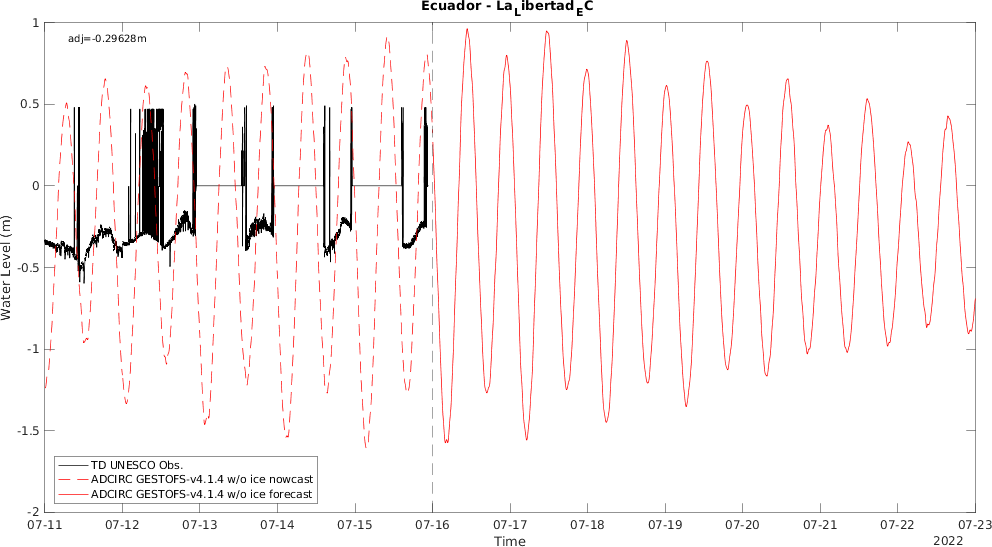 Ecuador - LaLibertadEC
adj=-0.29628m
1
0.5
0
-0.5
-1
-1.5
-2
Water Level (m)
TD UNESCO Obs.
ADCIRC GESTOFS-v4.1.4 w/o ice nowcast
ADCIRC GESTOFS-v4.1.4 w/o ice forecast
07-11 07-12 07-13 07-14 07-15 07-16 07-17 07-18 07-19 07-20 07-21 07-22 07-23
Time
2022